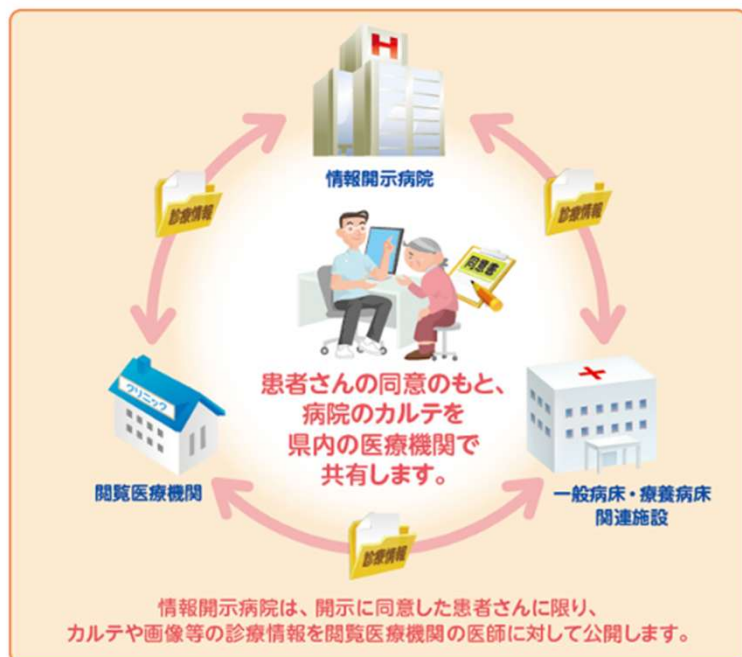 H
情報開示病院
診療情報
診療情報
同意書
患者さんの同意のもと、
病院のカルテを
県内の医療機関で
共有します。
クリニック
閲覧医療機関
一般病床・療養病床
関連施設
診療情報
情報開示病院は、開示に同意した患者さんに限り、
カルテや画像等の診療情報を閲覧医療機関の医師に対して公開します。